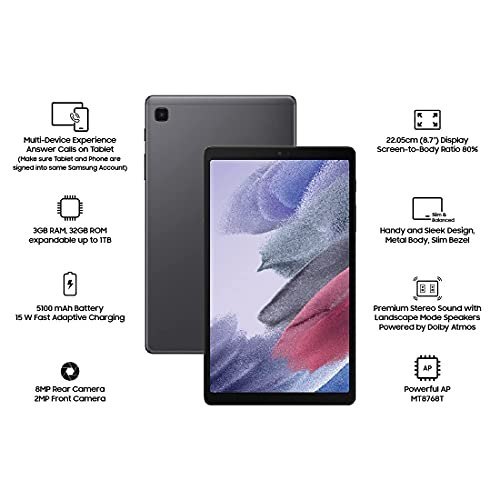 Multi-Device Experience
Answer Calls on Tablet
(Make sure Tablet and Phone are
signed into same Samsung Account)
3GB RAM, 32GB ROM
expandable up to 1TB
5100 mAh Battery
15 W Fast Adaptive Charging
8MP Rear Camera
2MP Front Camera
22.05cm (8.7") Display
Screen-to-Body Ratio 80%
Slim &
Balanced
Handy and Sleek Design,
Metal Body, Slim Bezel
Premium Stereo Sound with
Landscape Mode Speakers
Powered by Dolby Atmos
AP
Powerful AP
MT8768T